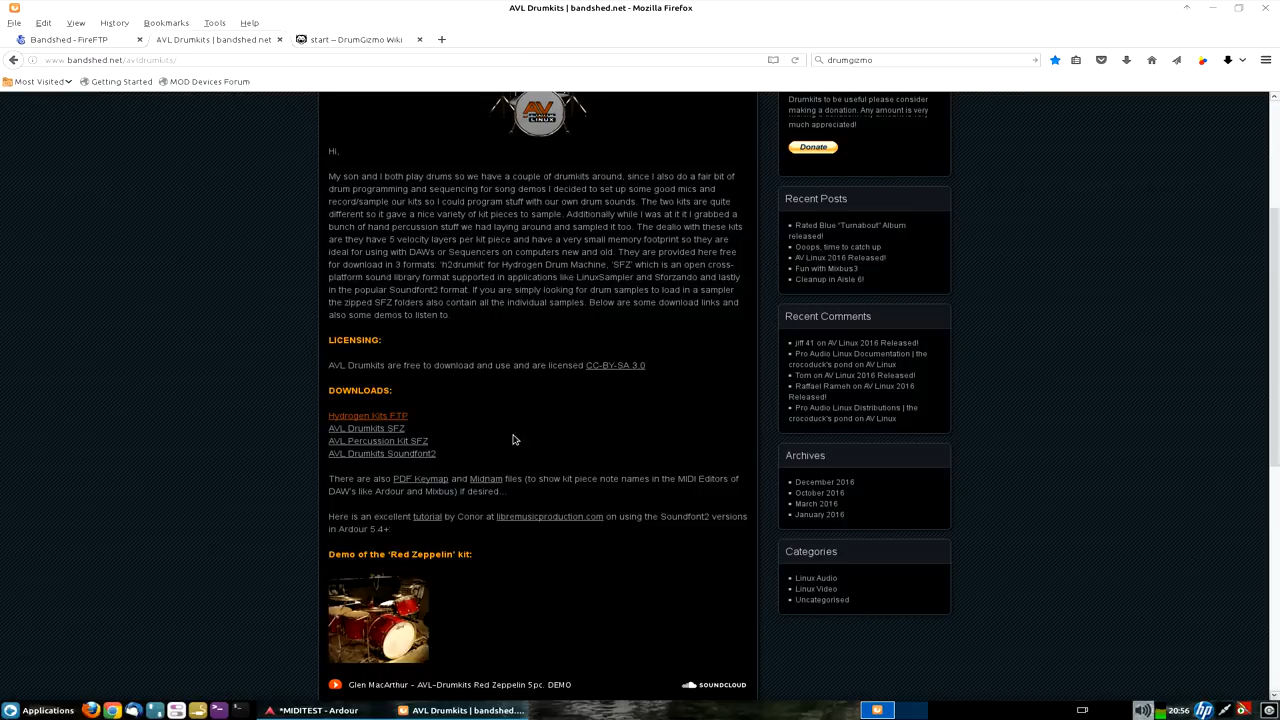 AVL Drumkits | bandshed.net - Mozilla Firefox
File Edit View History Bookmarks Tools Help
Bandshed - FireFTP × AVL Drumkits | bandshed.net × start — DrumGizmo Wiki × +
www.bandshed.net/avldrumkits/ drumgizmo
Most Visited Getting Started MOD Devices Forum
AV
LINUX
Hi,
My son and I both play drums so we have a couple of drumkits around, since I also do a fair bit of
drum programming and sequencing for song demos I decided to set up some good mics and
record/sample our kits so I could program stuff with our own drum sounds. The two kits are quite
different so it gave a nice variety of kit pieces to sample. Additionally while I was at it it I grabbed a
bunch of hand percussion stuff we had laying around and sampled it too. The dealio with these kits
are they have 5 velocity layers per kit piece and have a very small memory footprint so they are
ideal for using with DAWs or Sequencers on computers new and old. They are provided here free
for download in 3 formats: 'h2drumkit' for Hydrogen Drum Machine, 'SFZ' which is an open cross-
platform sound library format supported in applications like LinuxSampler and Sforzando and lastly
in the popular Soundfont2 format. If you are simply looking for drum samples to load in a sampler
the zipped SFZ folders also contain all the individual samples. Below are some download links and
also some demos to listen to.
LICENSING:
AVL Drumkits are free to download and use and are licensed CC-BY-SA 3.0
DOWNLOADS:
Hydrogen Kits FTP
AVL Drumkits SFZ
AVL Percussion Kit SFZ
AVL Drumkits Soundfont2
There are also PDF Keymap and Midnam files (to show kit piece note names in the MIDI Editors of
DAW's like Ardour and Mixbus) if desired...
Here is an excellent tutorial by Conor at libremusicproduction.com on using the Soundfont2 versions
in Ardour 5.4+:
Demo of the 'Red Zeppelin' kit:
Glen MacArthur - AVL-Drumkits Red Zeppelin 5pc. DEMO SOUNDCLOUD
Drumkits to be useful please consider
making a donation. Any amount is very
much appreciated!
Donate
Recent Posts
Rated Blue "Turnabout" Album
released!
Ooops, time to catch up
AV Linux 2016 Released!
Fun with Mixbus3
Cleanup in Aisle 6!
Recent Comments
jiff 41 on AV Linux 2016 Released!
Pro Audio Linux Documentation | the
crocoduck's pond on AV Linux
Tom on AV Linux 2016 Released!
Raffael Rameh on AV Linux 2016
Released!
Pro Audio Linux Distributions | the
crocoduck's pond on AV Linux
Archives
December 2016
October 2016
March 2016
January 2016
Categories
Linux Audio
Linux Video
Uncategorised
Applications *MIDITEST - Ardour AVL Drumkits | bandshed.... 20:56